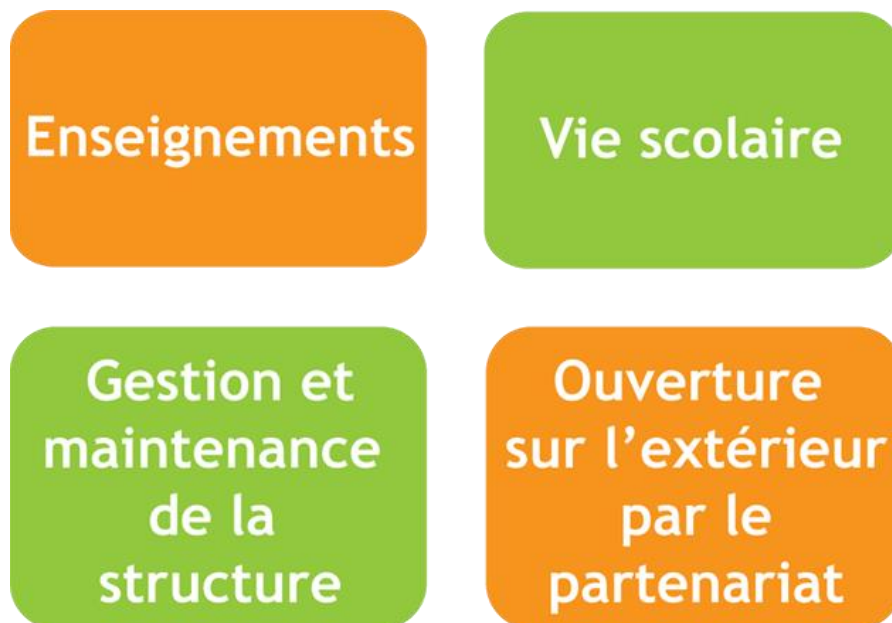 Enseignements
Vie scolaire
Gestion et
maintenance
de la
structure
Ouverture
sur l’extérieur
par le
partenariat